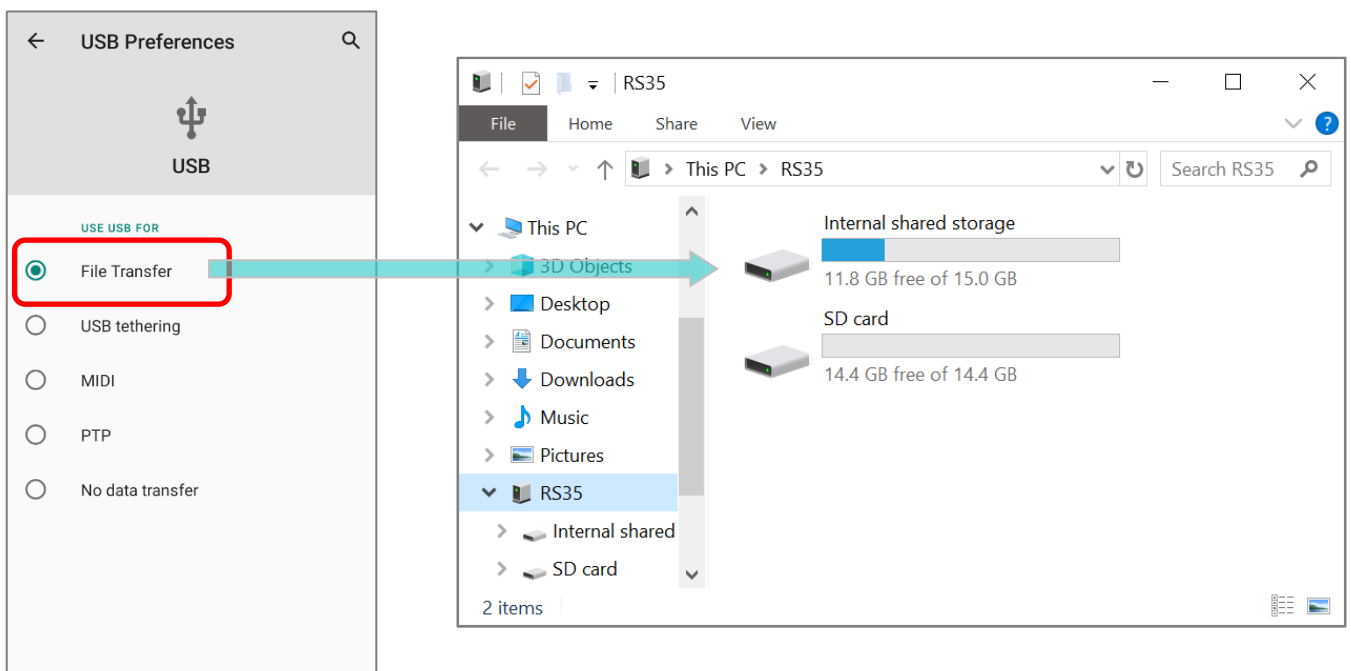 USB Preferences
USB
USE USB FOR
File Transfer
USB tethering
MIDI
PTP
No data transfer
RS35
File Home Share View
This PC > RS35
Search RS35
This PC
3D Objects
Desktop
Documents
Downloads
Music
Pictures
RS35
Internal shared
SD card
Internal shared storage
11.8 GB free of 15.0 GB
SD card
14.4 GB free of 14.4 GB
2 items